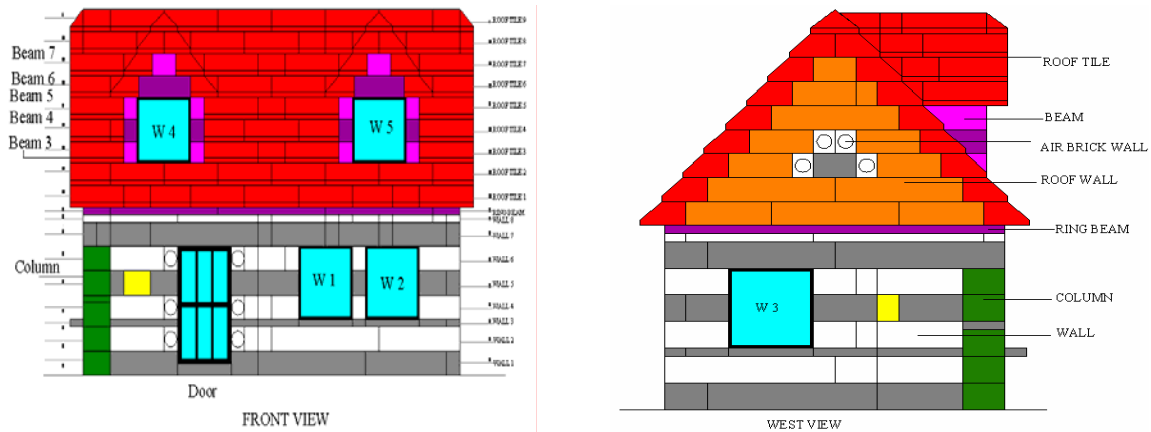 Beam 7
Beam 6
Beam 5
Beam 4
Beam 3
Column
W 4
W 5
W 1
W 2
ROOF TILE 9
ROOF TILE 8
ROOF TILE 7
ROOF TILE 6
ROOF TILE 5
ROOF TILE 4
ROOF TILE 3
ROOF TILE 2
ROOF TILE 1
RING BEAM
WALL 8
WALL 7
WALL 6
WALL 5
WALL 4
WALL 3
WALL 2
WALL 1
Door
FRONT VIEW
W 3
ROOF TILE
BEAM
AIR BRICK WALL
ROOF WALL
RING BEAM
COLUMN
WALL
WEST VIEW